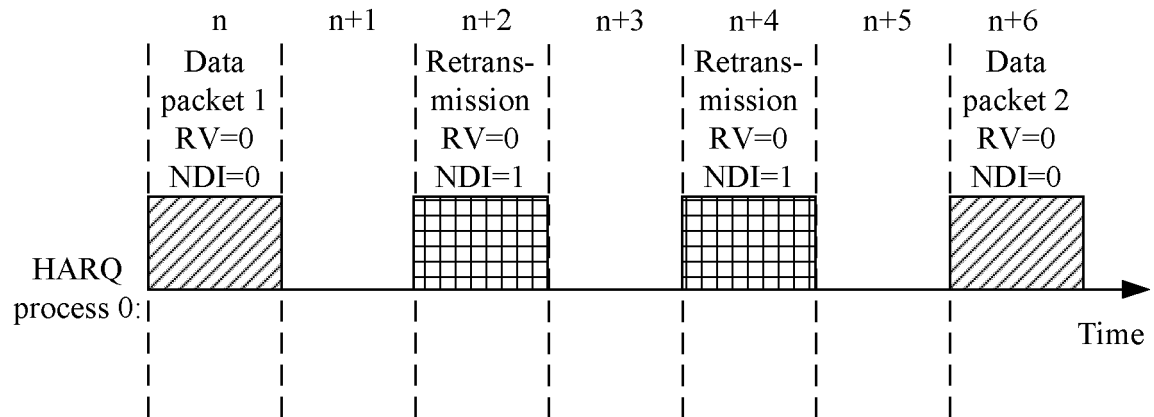 n
n+1
n+2
n+3
n+4
n+5
n+6
Data
packet 1
RV=0
NDI=0
Retrans-
mission
RV=0
NDI=1
Retrans-
mission
RV=0
NDI=1
Data
packet 2
RV=0
NDI=0
HARQ
process 0:
Time